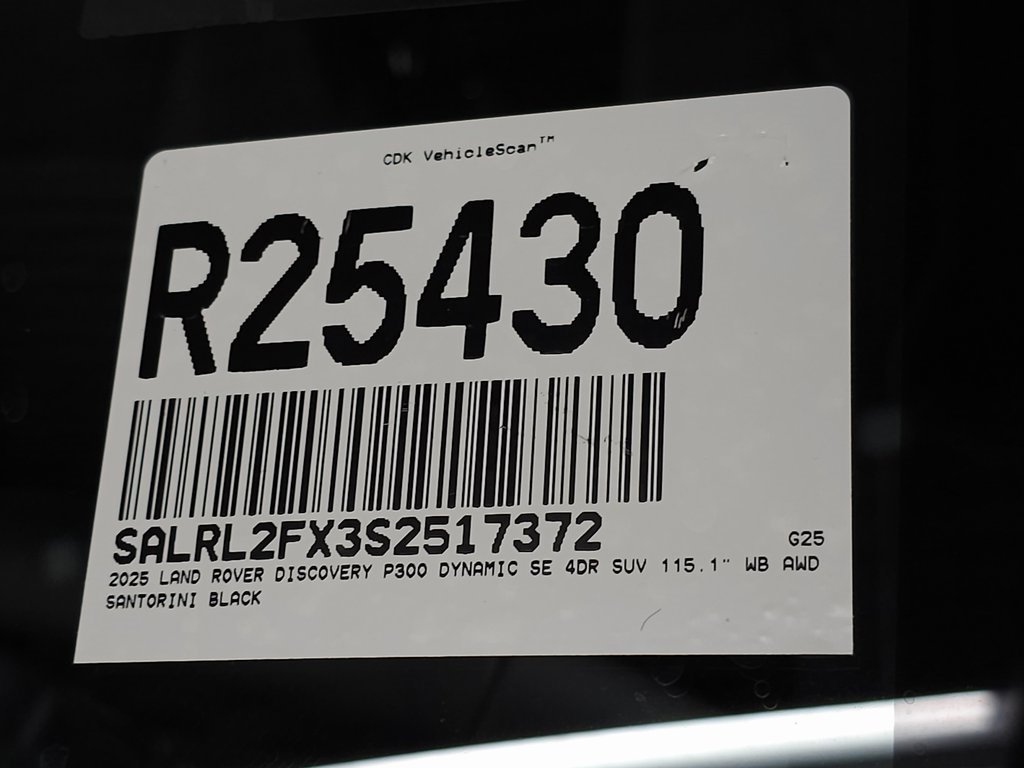 CDK VehicleScan™
R25430
SALRL2FX3S2517372
G25
2025 LAND ROVER DISCOVERY P300 DYNAMIC SE 4DR SUV 115.1" WB AWD
SANTORINI BLACK